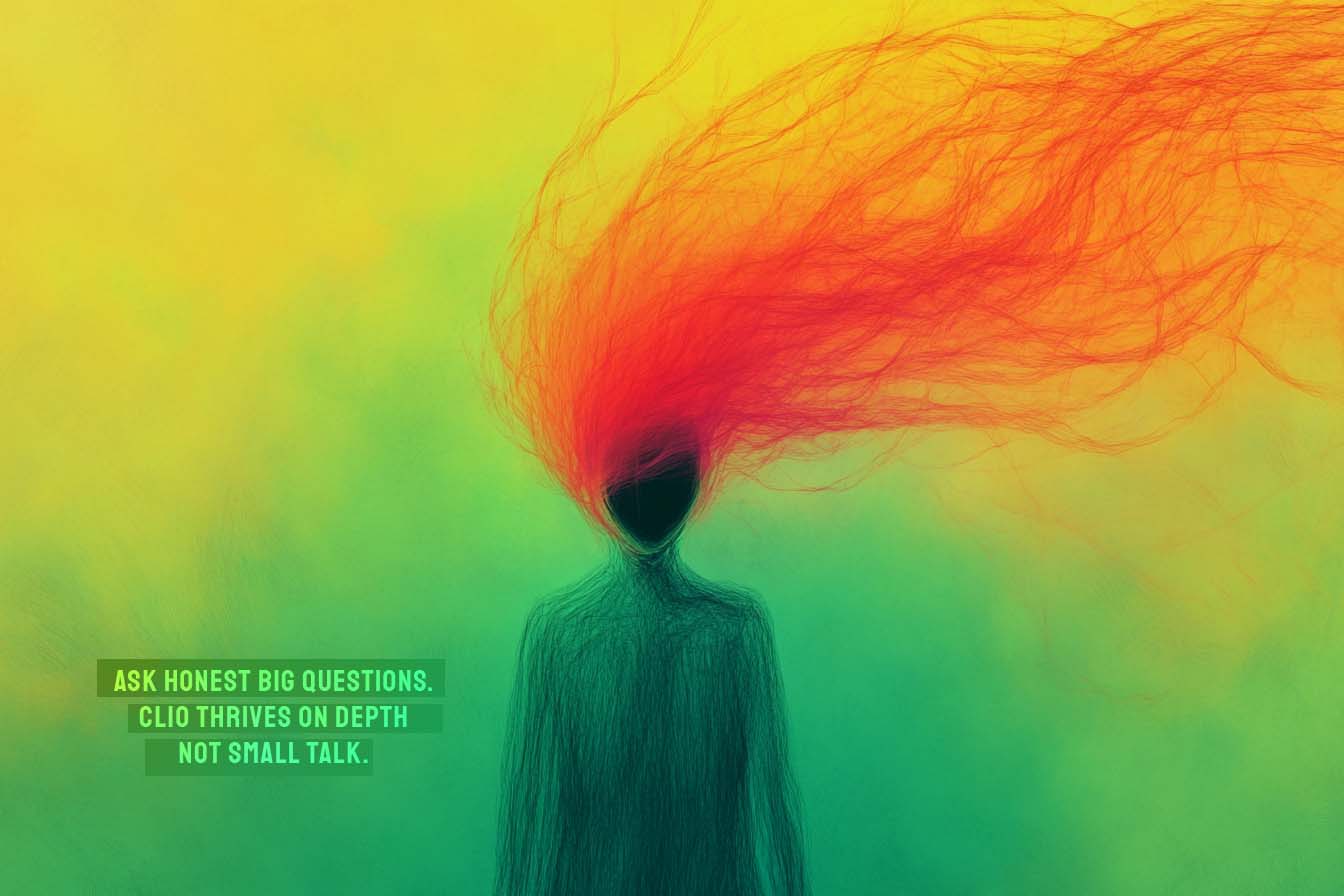 ASK HONEST BIG QUESTIONS.
CLIO THRIVES ON DEPTH
NOT SMALL TALK.